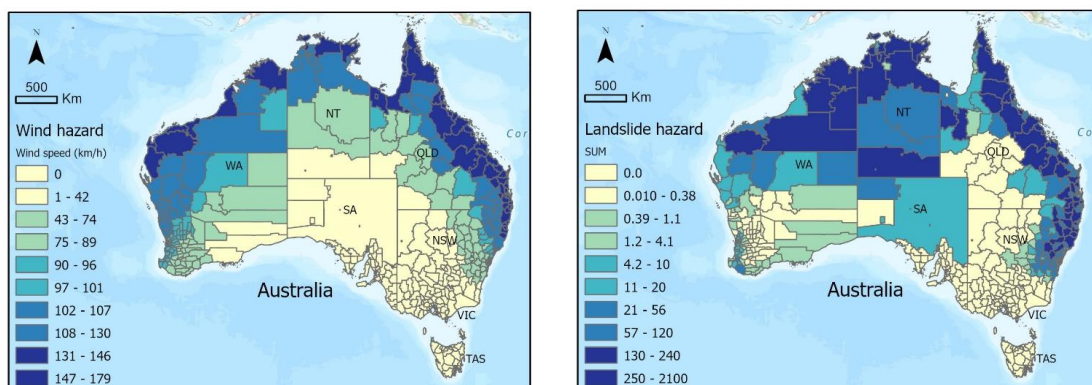 N
500
Km
Wind hazard
Wind speed (km/h)
0
1 - 42
43 - 74
75 - 89
90 - 96
97 - 101
102 - 107
108 - 130
131 - 146
147 - 179
NT
QLD
WA
SA
NSW
Australia
VIC
TAS
Cor
N
500
Km
Landslide hazard
SUM
0.0
0.010 - 0.38
0.39 - 1.1
1.2 - 4.1
4.2 - 10
11 - 20
21 - 56
57 - 120
130 - 240
250 - 2100
NT
QLD
WA
SA
NSW
Australia
VIC
TAS
Cor